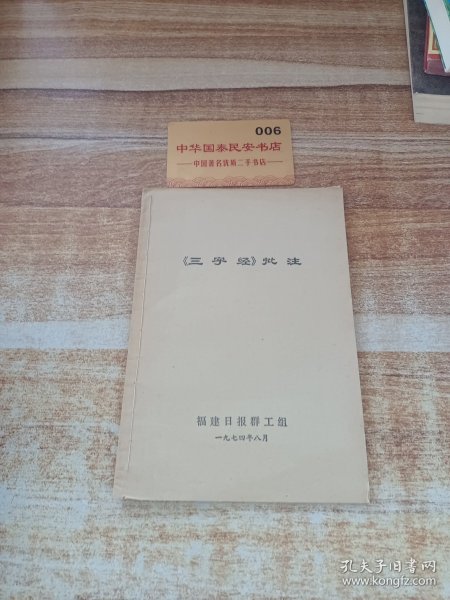 006
中华国泰民安书店
中国著名优质二手书店
《三字经》批注
福建日报群工组
一九七四年八月
孔夫子旧书网
www.kongfz.com